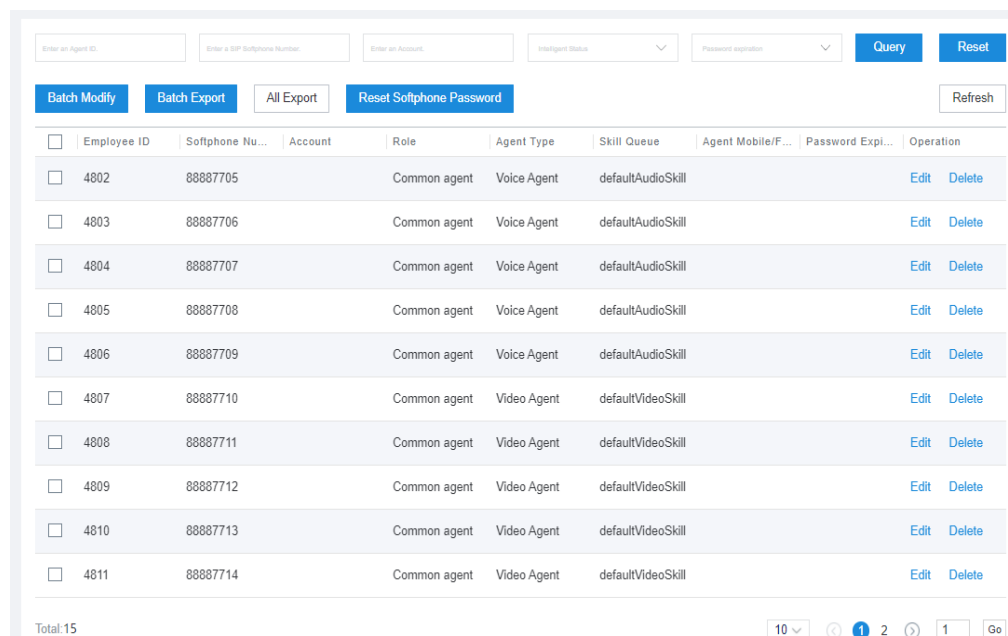 Enter an Agent ID. Enter a SIP Softphone Number. Enter an Account. Intelligent Status Password expiration Query Reset
Batch Modify Batch Export All Export Reset Softphone Password Refresh
Employee ID Softphone Nu... Account Role Agent Type Skill Queue Agent Mobile/F... Password Expi... Operation
4802 88887705 Common agent Voice Agent defaultAudioSkill Edit Delete
4803 88887706 Common agent Voice Agent defaultAudioSkill Edit Delete
4804 88887707 Common agent Voice Agent defaultAudioSkill Edit Delete
4805 88887708 Common agent Voice Agent defaultAudioSkill Edit Delete
4806 88887709 Common agent Voice Agent defaultAudioSkill Edit Delete
4807 88887710 Common agent Video Agent defaultVideoSkill Edit Delete
4808 88887711 Common agent Video Agent defaultVideoSkill Edit Delete
4809 88887712 Common agent Video Agent defaultVideoSkill Edit Delete
4810 88887713 Common agent Video Agent defaultVideoSkill Edit Delete
4811 88887714 Common agent Video Agent defaultVideoSkill Edit Delete
Total:15 10 1 2 1 Go